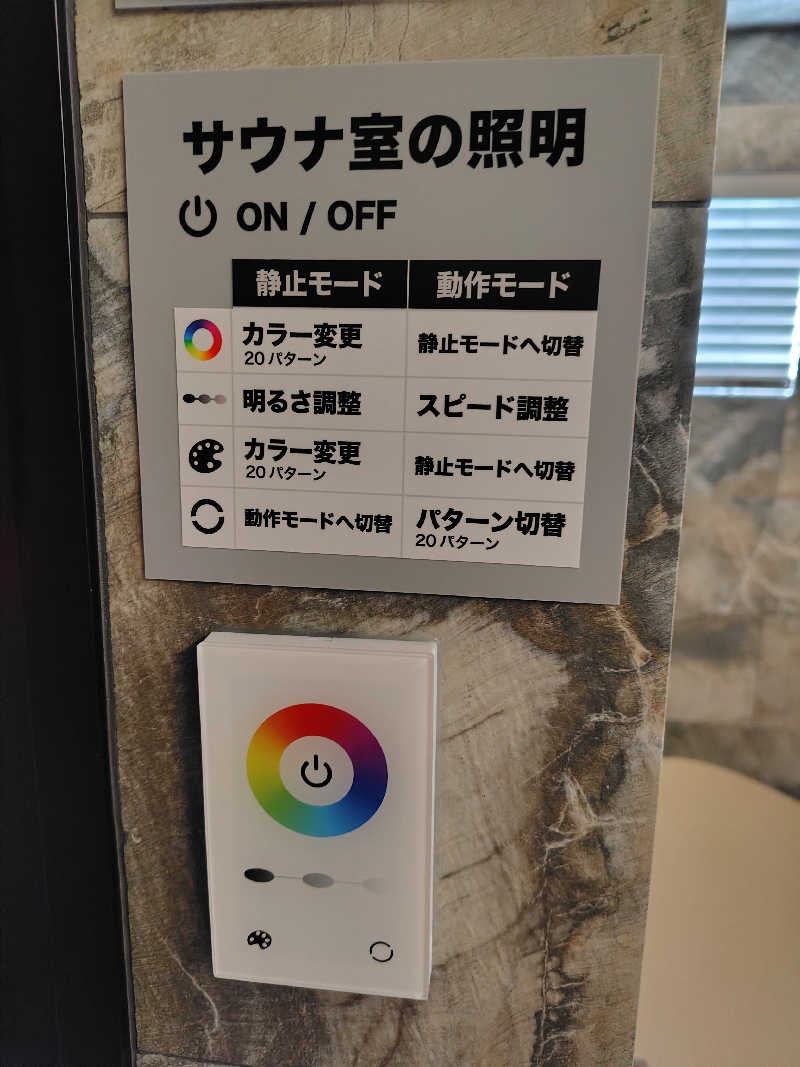 サウナ室の照明
ON / OFF
静止モード 動作モード
カラー変更 静止モードへ切替
20パターン
明るさ調整 スピード調整
カラー変更 静止モードへ切替
20パターン
動作モードへ切替 パターン切替
20パターン